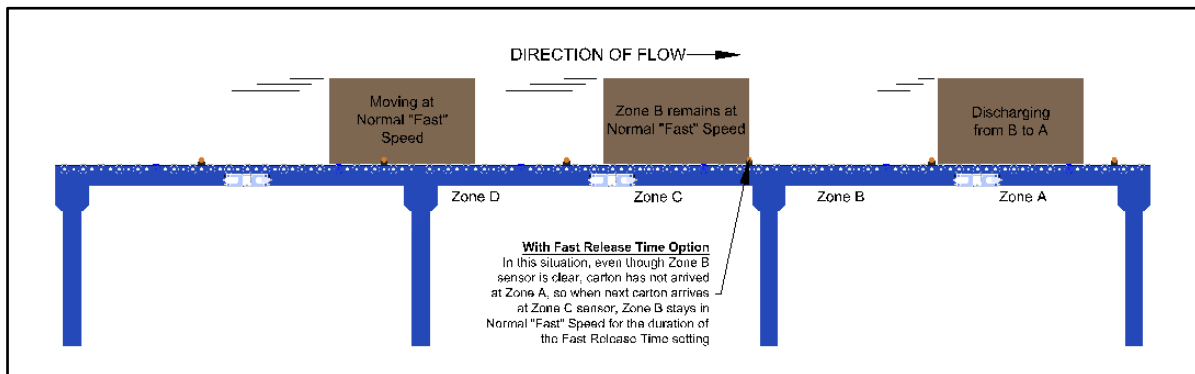 DIRECTION OF FLOW
Moving at
Normal "Fast"
Speed
Zone B remains at
Normal "Fast" Speed
Discharging
from B to A
Zone D
Zone C
Zone B
Zone A
With Fast Release Time Option
In this situation, even though Zone B
sensor is clear, carton has not arrived
at Zone A, so when next carton arrives
at Zone C sensor, Zone B stays in
Normal "Fast" Speed for the duration of
the Fast Release Time setting